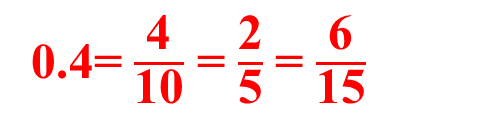 0.4= 4/10 = 2/5 = 6/15